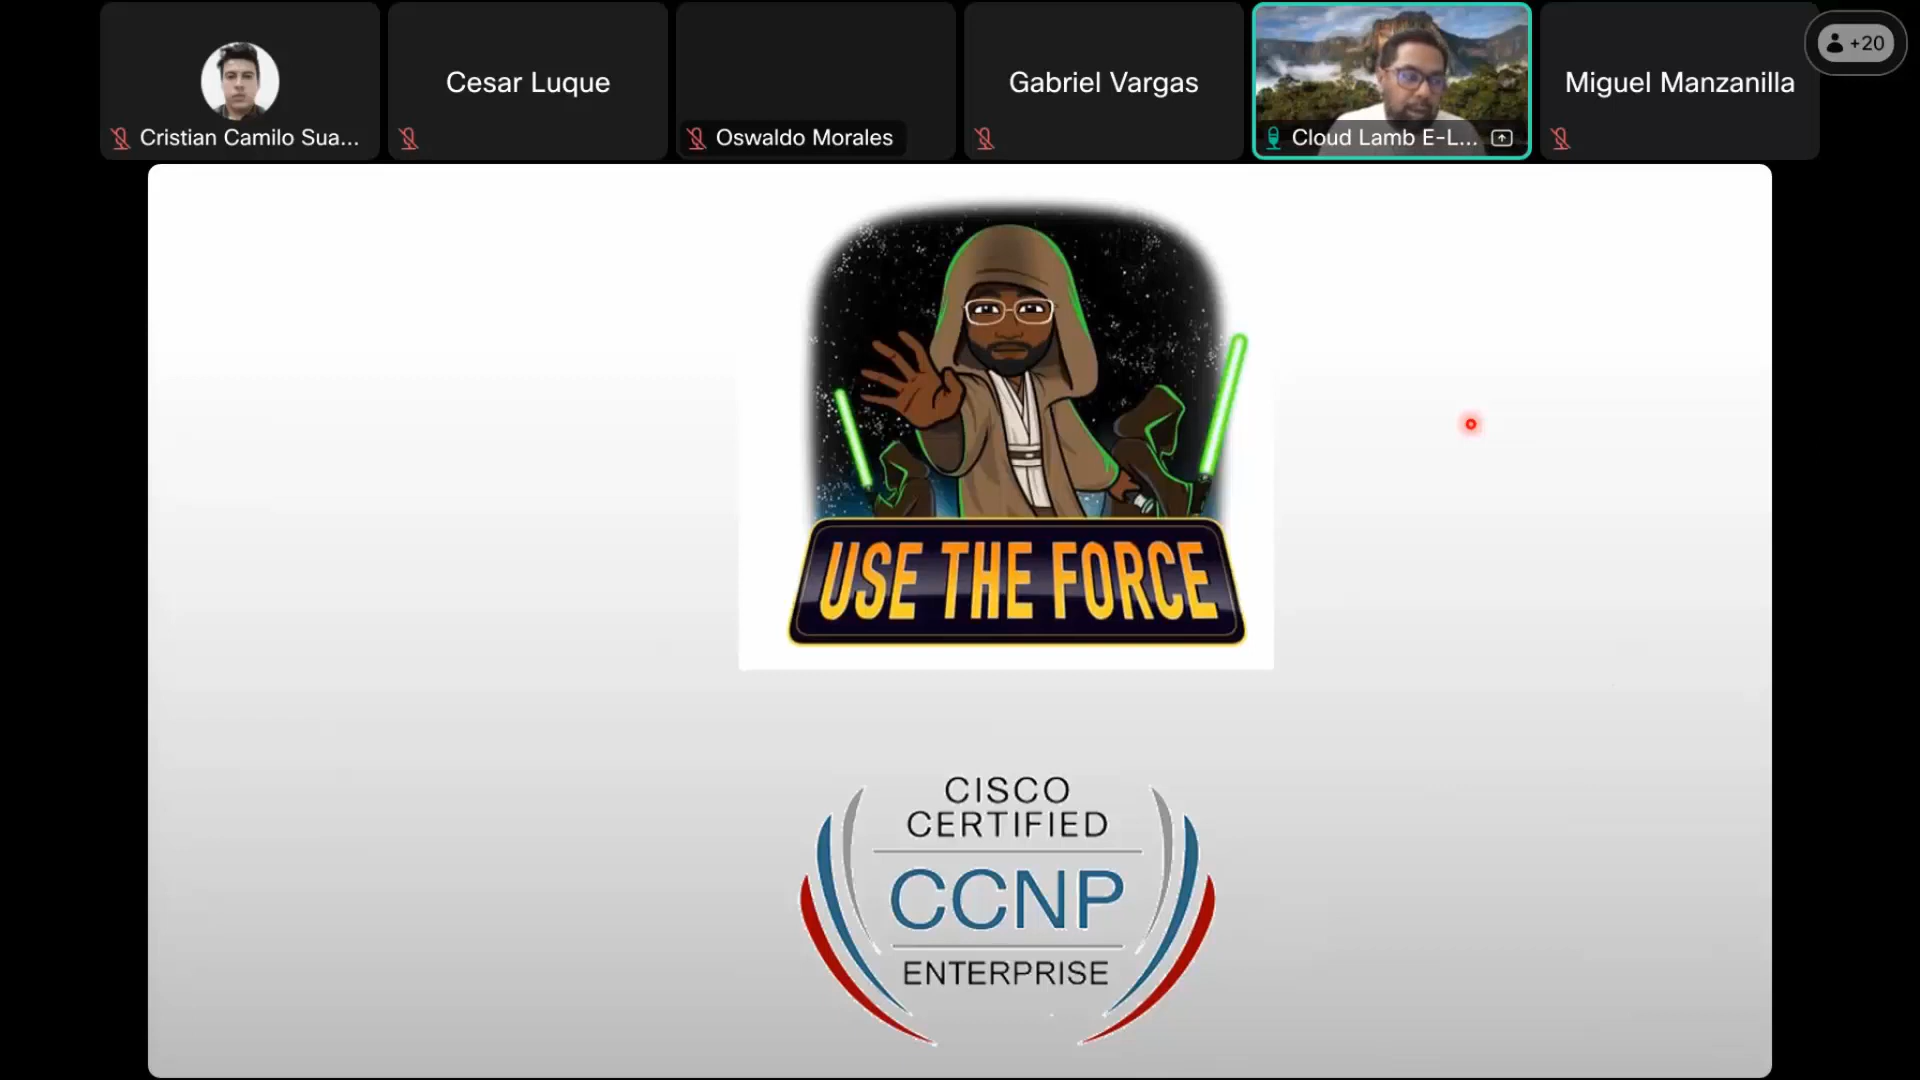 Cristian Camilo Sua...
Cesar Luque
Oswaldo Morales
Gabriel Vargas
Cloud Lamb E-L...
Miguel Manzanilla
+20
USE THE FORCE
CISCO
CERTIFIED
CCNP
ENTERPRISE